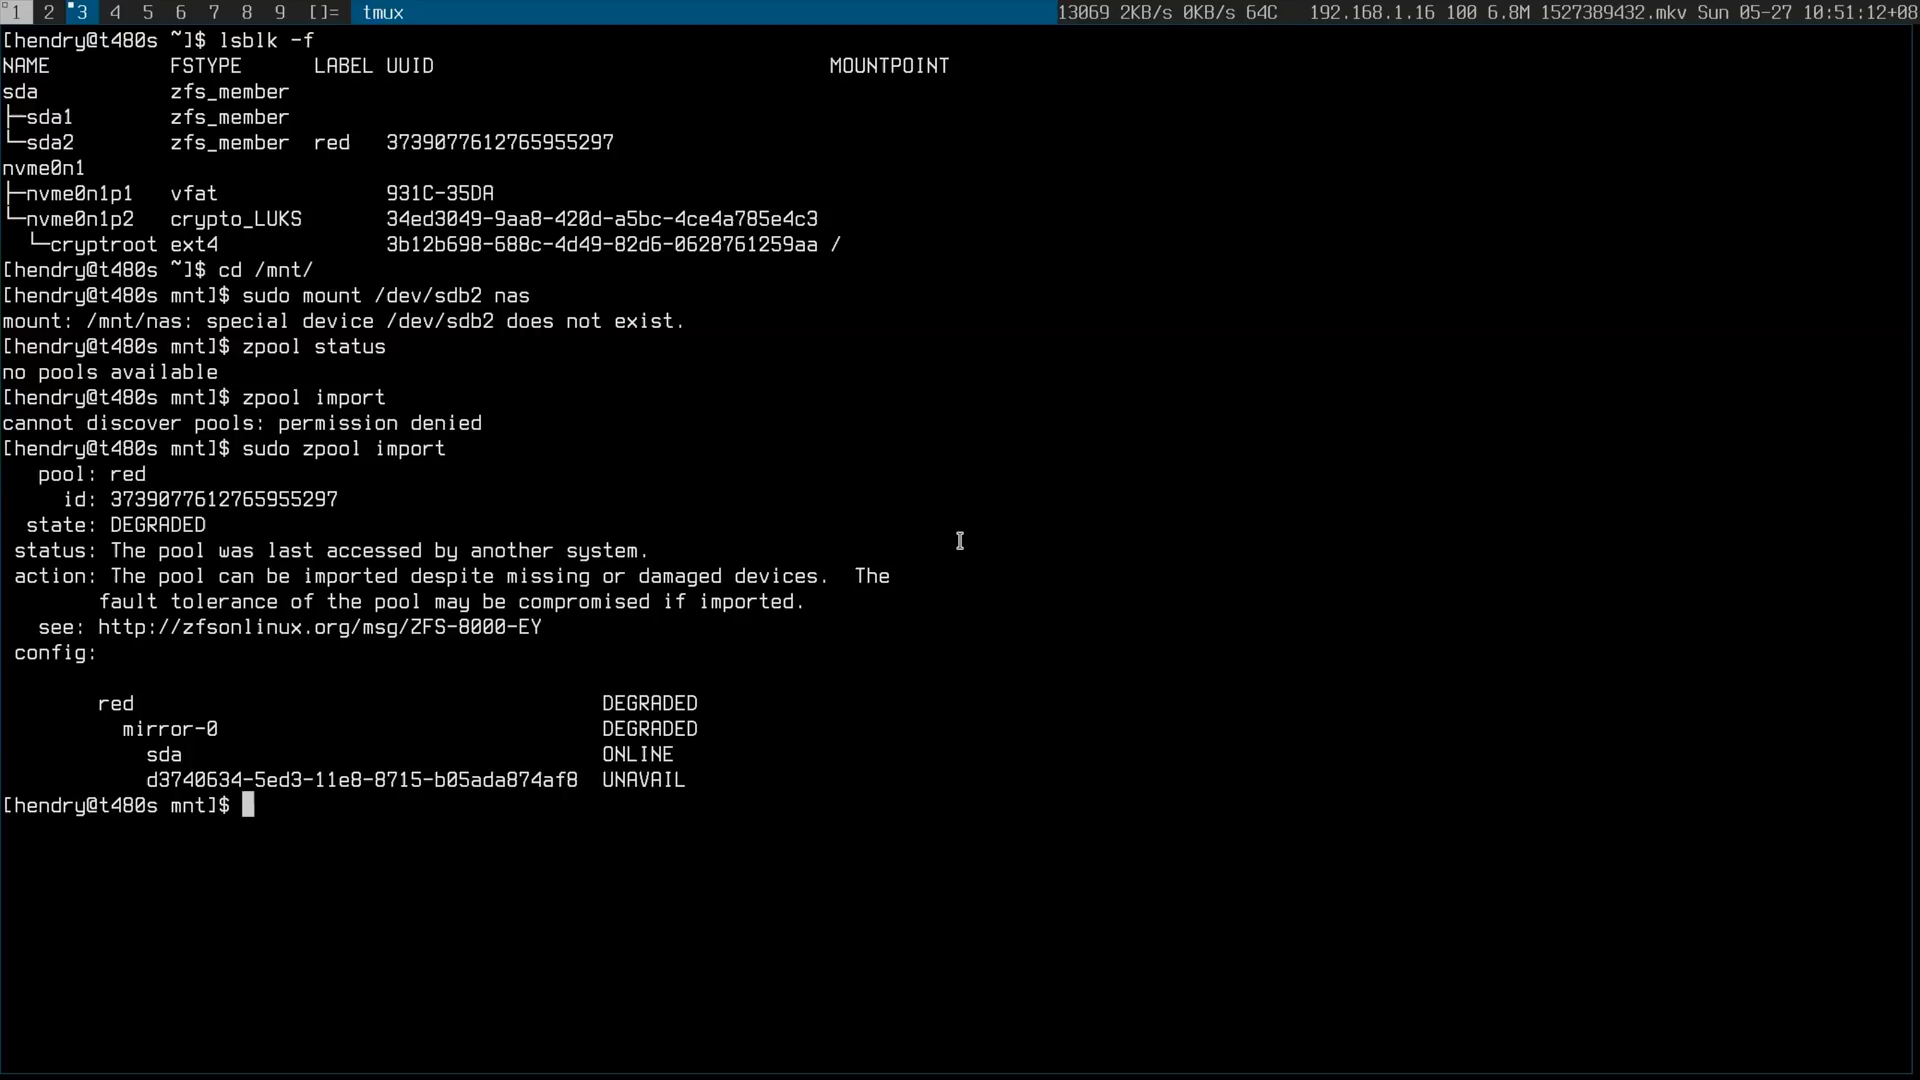 1 2 3 4 5 6 7 8 9 []= tmux 13069 2KB/s 0KB/s 64C 192.168.1.16 100 6.8M 1527389432.mkv Sun 05-27 10:51:12+08
[hendry@t480s ~]$ lsblk -f
NAME FSTYPE LABEL UUID MOUNTPOINT
sda zfs_member
├─sda1 zfs_member
└─sda2 zfs_member red 3739077612765955297
nvme0n1
├─nvme0n1p1 vfat 931C-35DA
└─nvme0n1p2 crypto_LUKS 34ed3049-9aa8-420d-a5bc-4ce4a785e4c3
└─cryptroot ext4 3b12b698-688c-4d49-82d6-0628761259aa /
[hendry@t480s ~]$ cd /mnt/
[hendry@t480s mnt]$ sudo mount /dev/sdb2 nas
mount: /mnt/nas: special device /dev/sdb2 does not exist.
[hendry@t480s mnt]$ zpool status
no pools available
[hendry@t480s mnt]$ zpool import
cannot discover pools: permission denied
[hendry@t480s mnt]$ sudo zpool import
pool: red
id: 3739077612765955297
state: DEGRADED
status: The pool was last accessed by another system.
action: The pool can be imported despite missing or damaged devices. The
fault tolerance of the pool may be compromised if imported.
see: http://zfsonlinux.org/msg/ZFS-8000-EY
config:
red DEGRADED
mirror-0 DEGRADED
sda ONLINE
d3740634-5ed3-11e8-8715-b05ada874af8 UNAVAIL
[hendry@t480s mnt]$